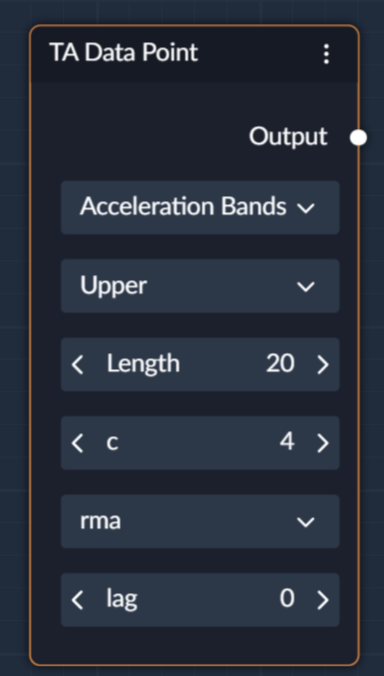 TA Data Point
Output
Acceleration Bands
Upper
Length 20
c 4
rma
lag 0